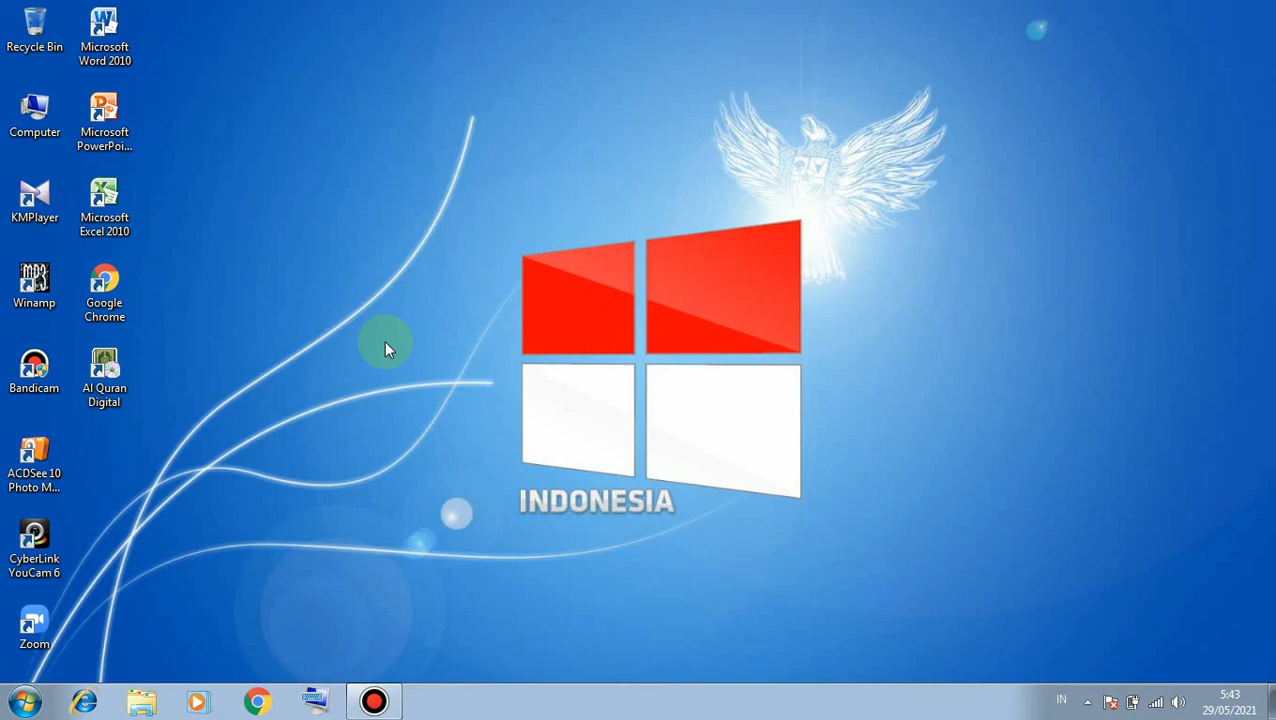 Recycle Bin
Microsoft
Word 2010
Computer
Microsoft
PowerPoi...
KMPlayer
Microsoft
Excel 2010
MP3
Winamp
Google
Chrome
Bandicam
Al Quran
Digital
ACDSee 10
Photo M...
CyberLink
YouCam 6
Zoom
INDONESIA
IN
5:43
29/05/2021